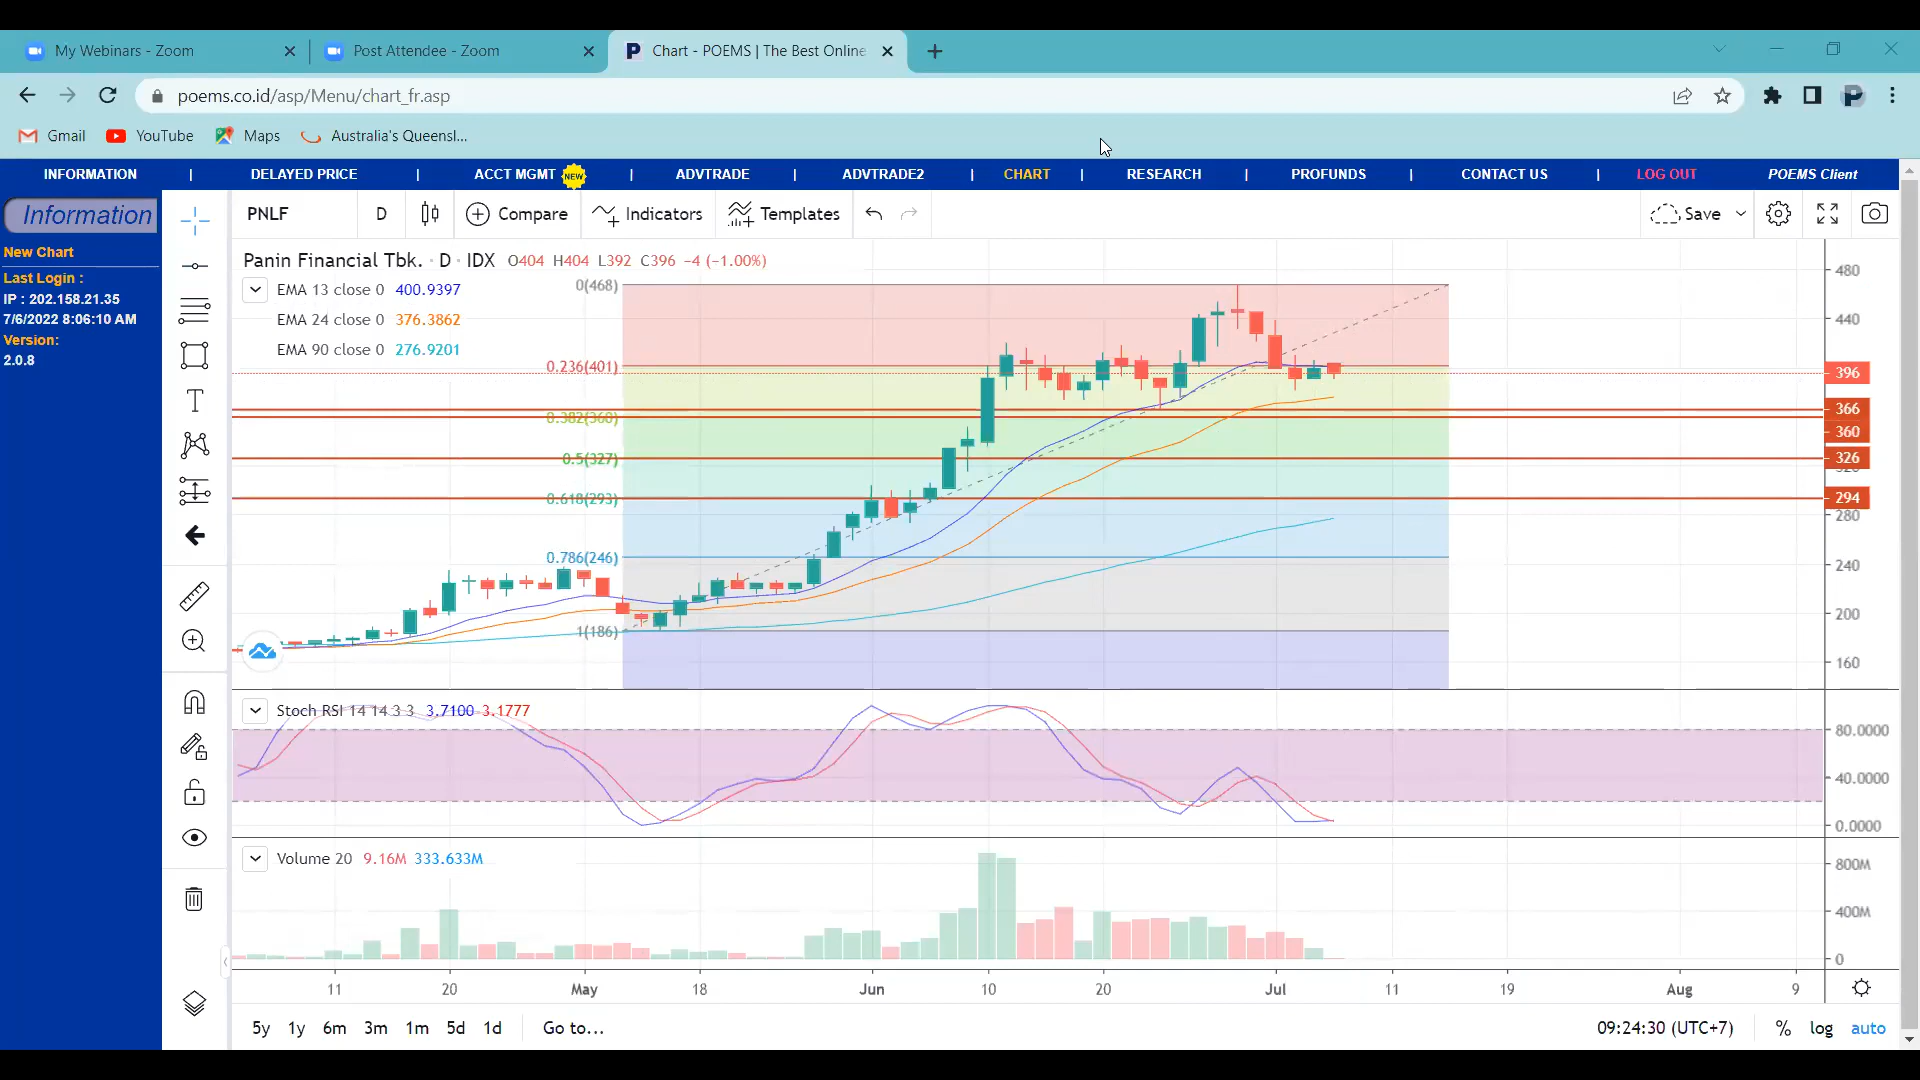 My Webinars - Zoom
Post Attendee - Zoom
Chart - POEMS | The Best Online
poems.co.id/asp/Menu/chart_fr.asp
Gmail
YouTube
Maps
Australia's Queensl...
INFORMATION | DELAYED PRICE | ACCT MGMT NEW | ADVTRADE | ADVTRADE2 | CHART | RESEARCH | PROFUNDS | CONTACT US | LOG OUT POEMS Client
Information
New Chart
Last Login :
IP : 202.158.21.35
7/6/2022 8:06:10 AM
Version:
2.0.8
PNLF D Compare Indicators Templates Save
Panin Financial Tbk. · D · IDX O404 H404 L392 C396 −4 (−1.00%)
EMA 13 close 0 400.9397
EMA 24 close 0 376.3862
EMA 90 close 0 276.9201
0(468)
0.236(401)
0.382(360)
0.5(327)
0.618(293)
0.786(246)
1(186)
480
440
396
366
360
326
294
280
240
200
160
Stoch RSI 14 14 3 3 3.7100 3.1777
80.0000
40.0000
0.0000
Volume 20 9.16M 333.633M
800M
400M
0
11 20 May 18 Jun 10 20 Jul 11 19 Aug 9
5y 1y 6m 3m 1m 5d 1d Go to...
09:24:30 (UTC+7) % log auto